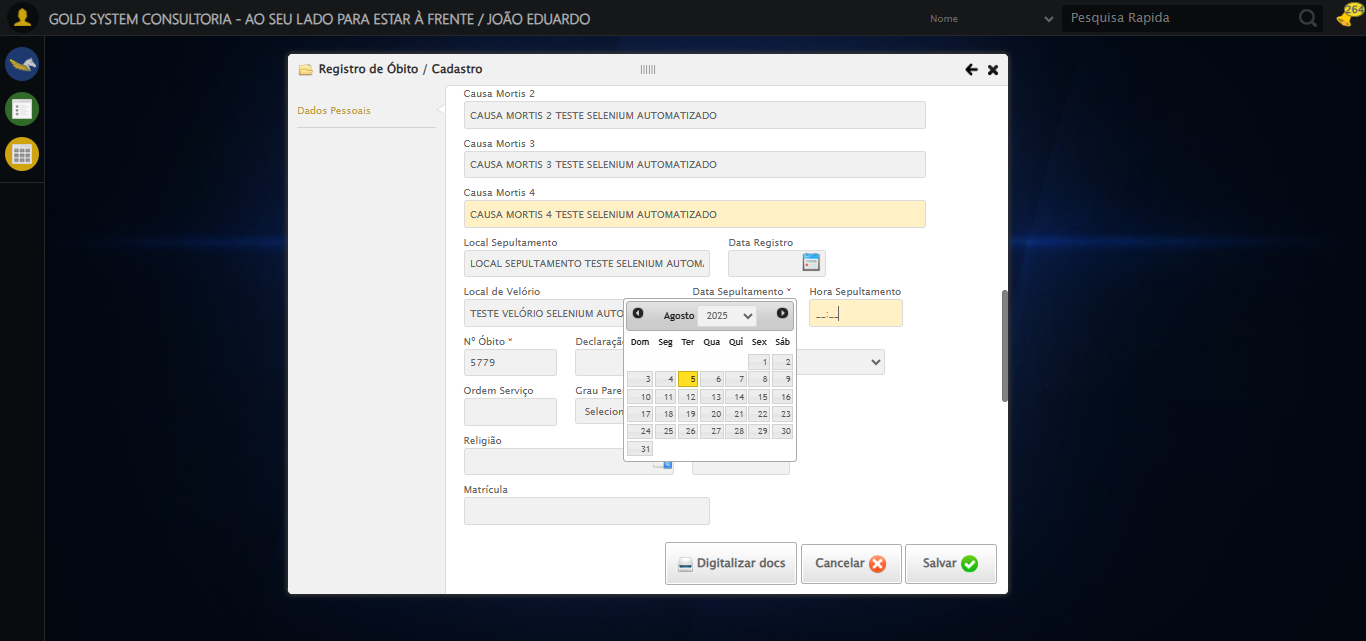 GOLD SYSTEM CONSULTORIA - AO SEU LADO PARA ESTAR À FRENTE / JOÃO EDUARDO
Nome
Pesquisa Rapida
264
Registro de Óbito / Cadastro
Dados Pessoais
Causa Mortis 2
CAUSA MORTIS 2 TESTE SELENIUM AUTOMATIZADO
Causa Mortis 3
CAUSA MORTIS 3 TESTE SELENIUM AUTOMATIZADO
Causa Mortis 4
CAUSA MORTIS 4 TESTE SELENIUM AUTOMATIZADO
Local Sepultamento Data Registro
LOCAL SEPULTAMENTO TESTE SELENIUM AUTOM
Local de Velório Data Sepultamento * Hora Sepultamento
TESTE VELÓRIO SELENIUM AUTO __:__
Agosto 2025
Dom Seg Ter Qua Qui Sex Sáb
1 2
3 4 5 6 7 8 9
10 11 12 13 14 15 16
17 18 19 20 21 22 23
24 25 26 27 28 29 30
31
Nº Óbito * Declaraçã
5779
Ordem Serviço Grau Pare
Selecion
Religião
Matrícula
Digitalizar docs Cancelar Salvar